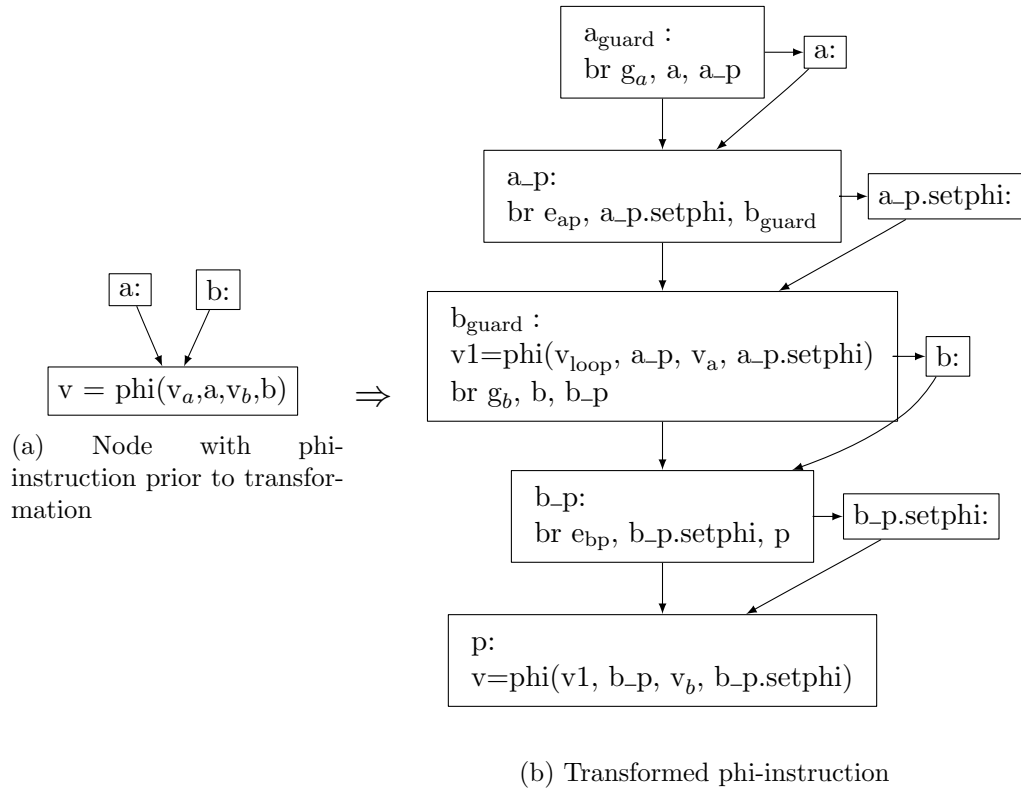 a:
b:
v = phi(v_a,a,v_b,b)
(a) Node with phi-
instruction prior to transfor-
mation
⇒
a_guard :
br g_a, a, a_p
a:
a_p:
br e_ap, a_p.setphi, b_guard
a_p.setphi:
b_guard :
v1=phi(v_loop, a_p, v_a, a_p.setphi)
br g_b, b, b_p
b:
b_p:
br e_bp, b_p.setphi, p
b_p.setphi:
p:
v=phi(v1, b_p, v_b, b_p.setphi)
(b) Transformed phi-instruction